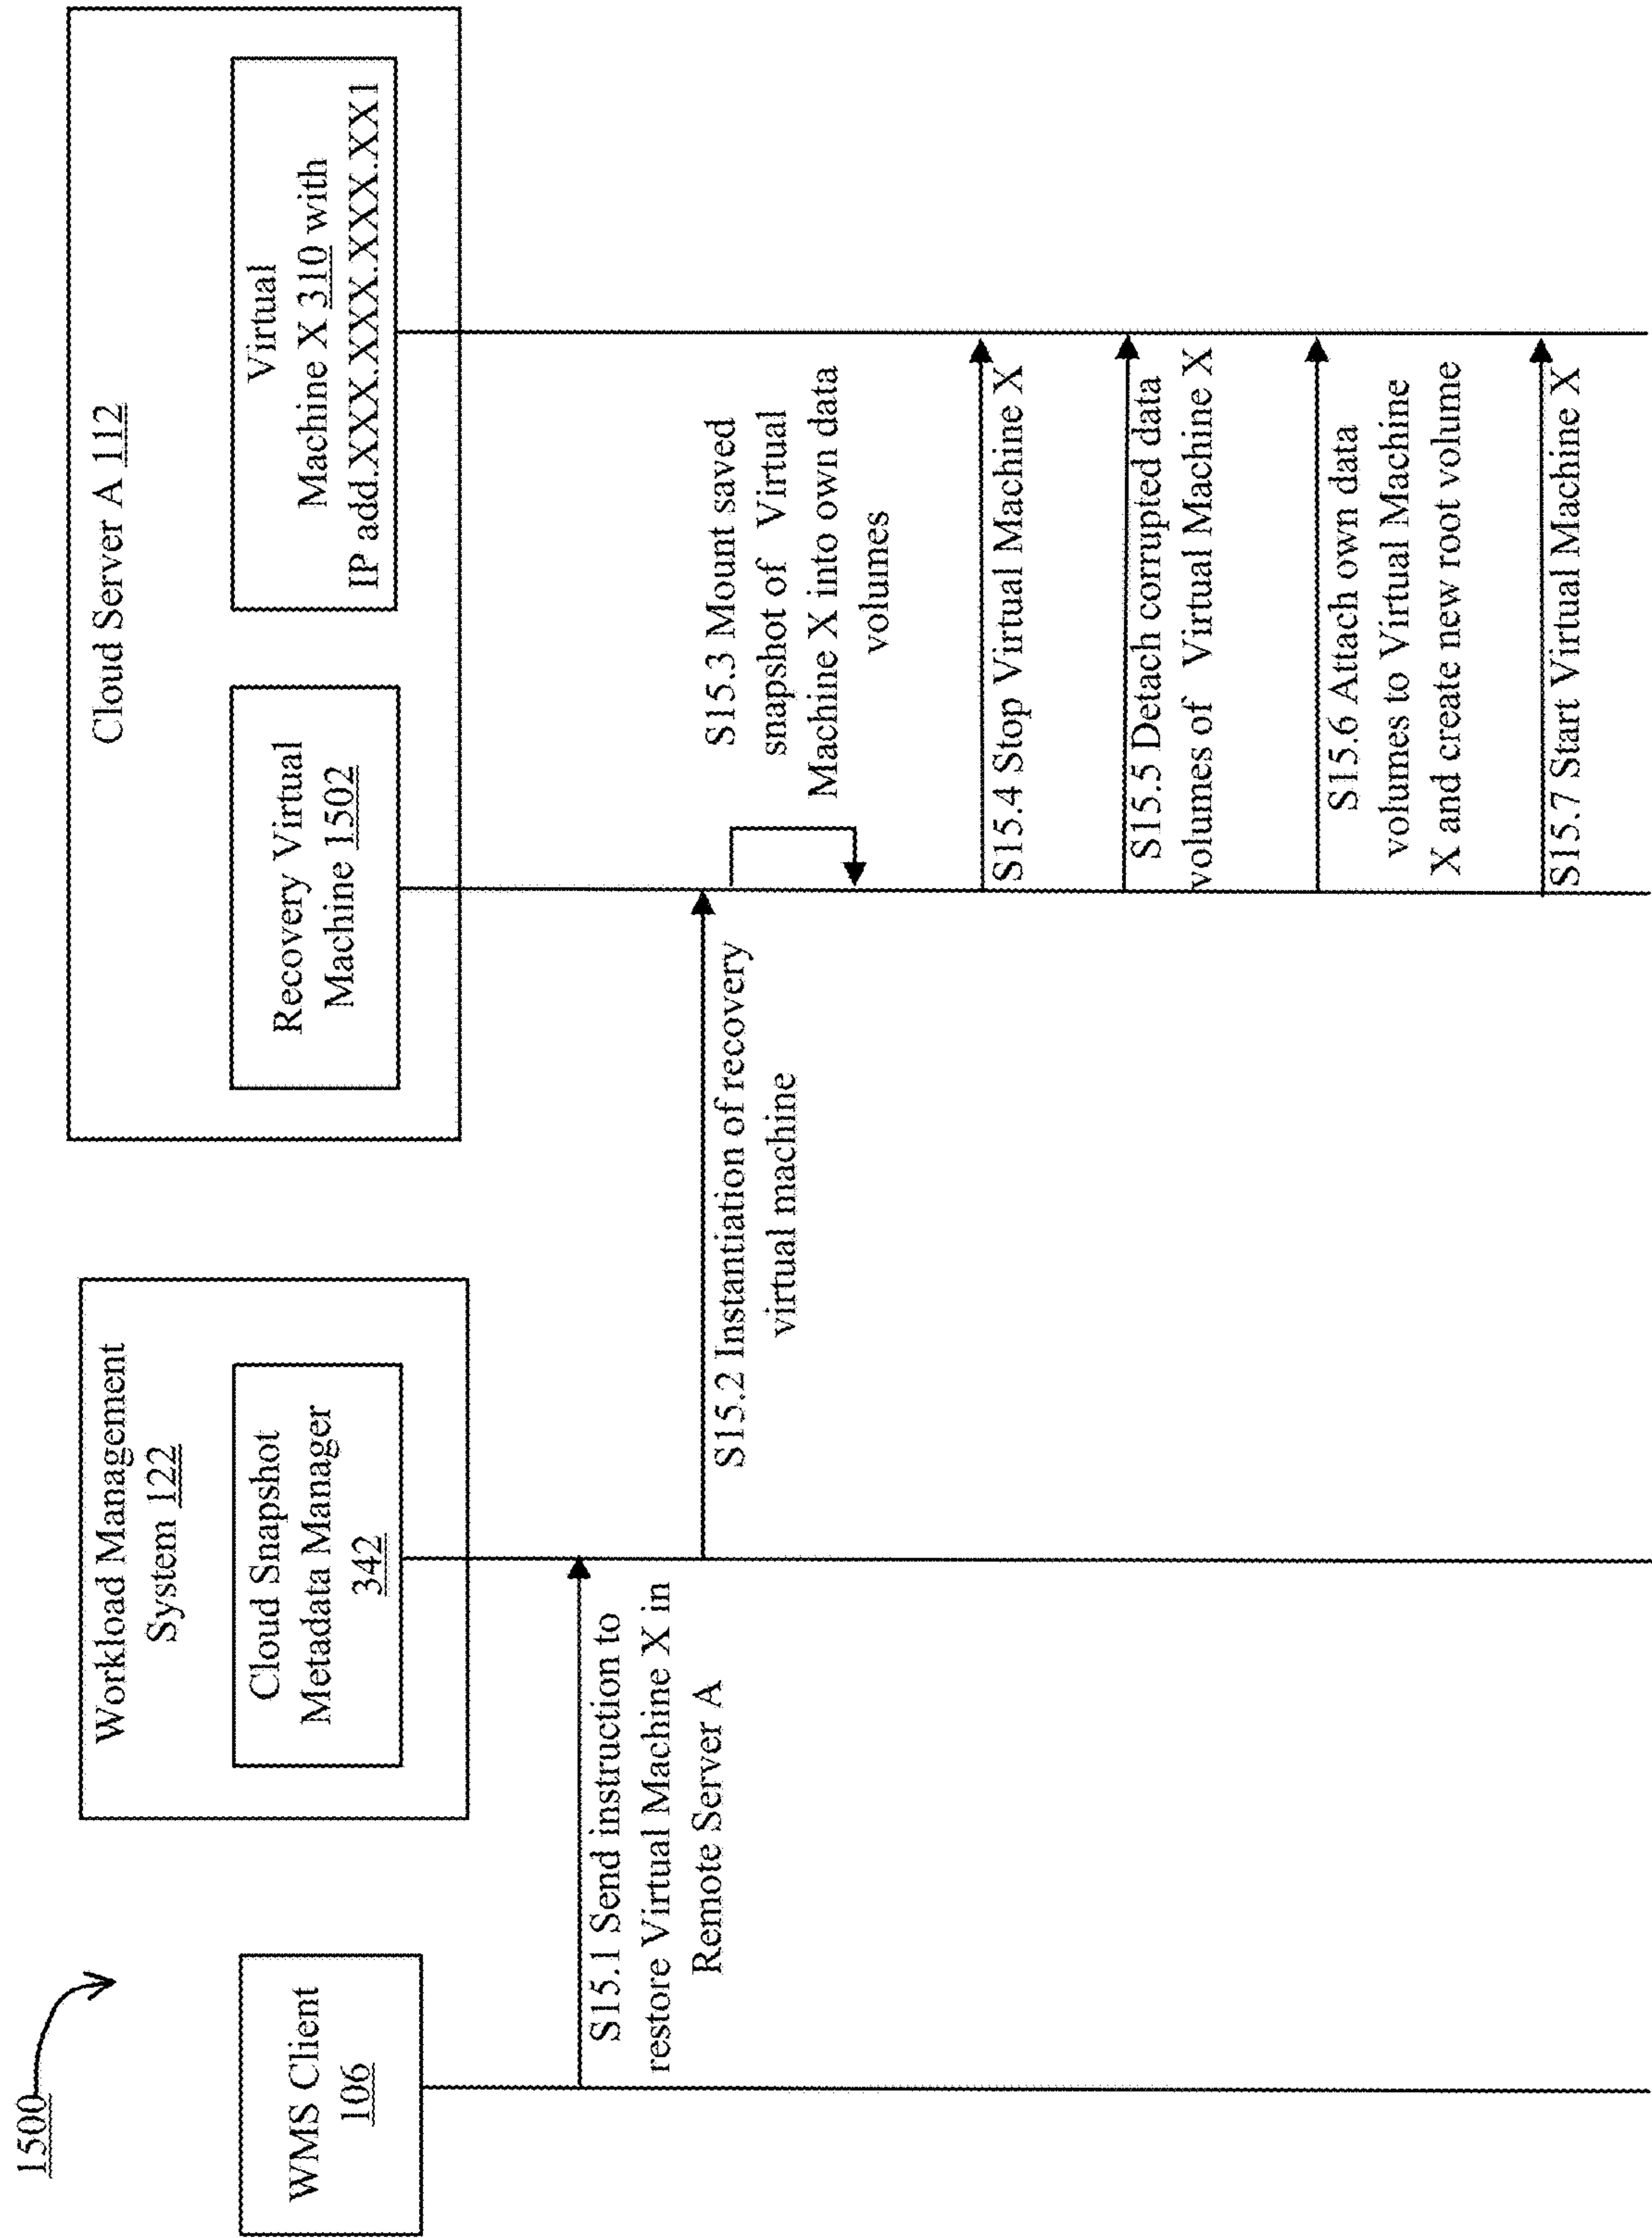 1500
WMS Client
106
Workload Management
System 122
Cloud Snapshot
Metadata Manager
342
Cloud Server A 112
Recovery Virtual
Machine 1502
Virtual
Machine X 310 with
IP add.XXX.XXX.XXX.XX1
S15.1 Send instruction to
restore Virtual Machine X in
Remote Server A
S15.2 Instantiation of recovery
virtual machine
S15.3 Mount saved
snapshot of Virtual
Machine X into own data
volumes
S15.4 Stop Virtual Machine X
S15.5 Detach corrupted data
volumes of Virtual Machine X
S15.6 Attach own data
volumes to Virtual Machine
X and create new root volume
S15.7 Start Virtual Machine X